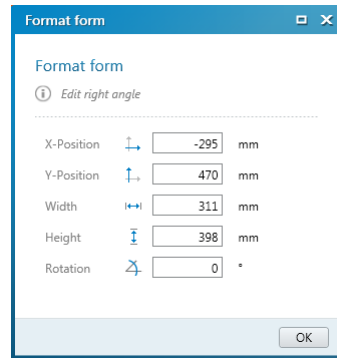 Format form
Format form
Edit right angle
X-Position -295 mm
Y-Position 470 mm
Width 311 mm
Height 398 mm
Rotation 0 °
OK